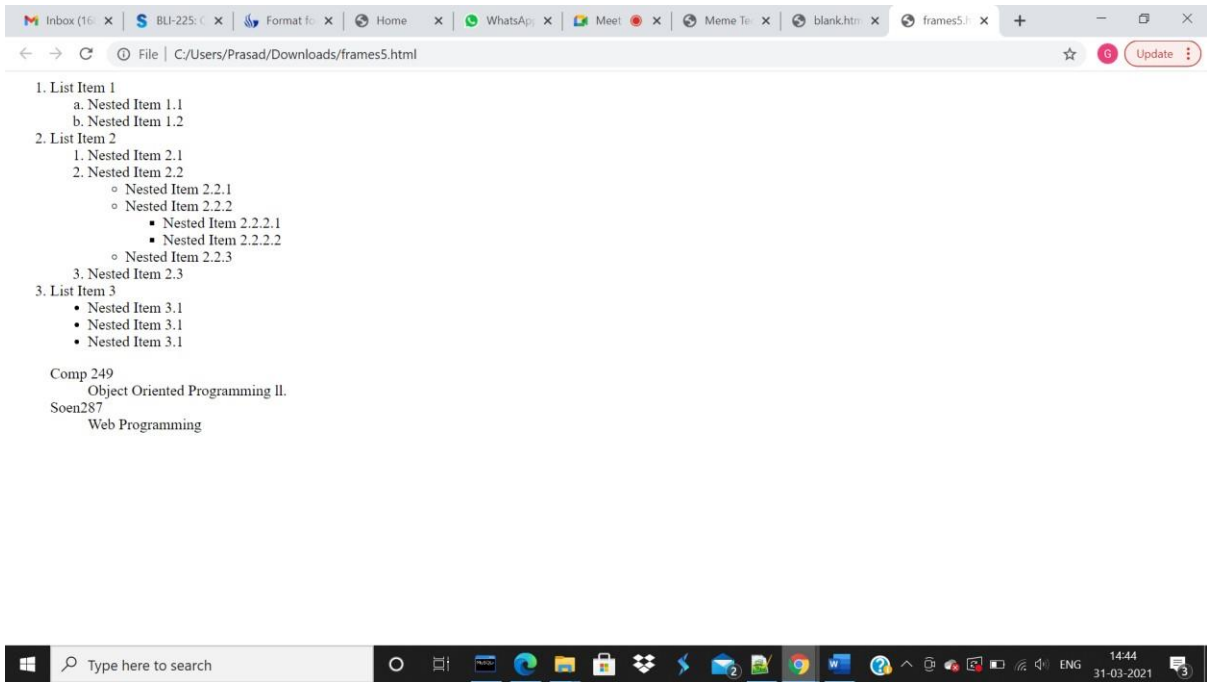 Inbox (16
BLI-225: C
Format fo
Home
WhatsAp
Meet
Meme Te
blank.htm
frames5.h
File | C:/Users/Prasad/Downloads/frames5.html
G
Update
1. List Item 1
a. Nested Item 1.1
b. Nested Item 1.2
2. List Item 2
1. Nested Item 2.1
2. Nested Item 2.2
◦ Nested Item 2.2.1
◦ Nested Item 2.2.2
▪ Nested Item 2.2.2.1
▪ Nested Item 2.2.2.2
◦ Nested Item 2.2.3
3. Nested Item 2.3
3. List Item 3
• Nested Item 3.1
• Nested Item 3.1
• Nested Item 3.1
Comp 249
Object Oriented Programming ll.
Soen287
Web Programming
Type here to search
2
ENG
14:44
31-03-2021
3